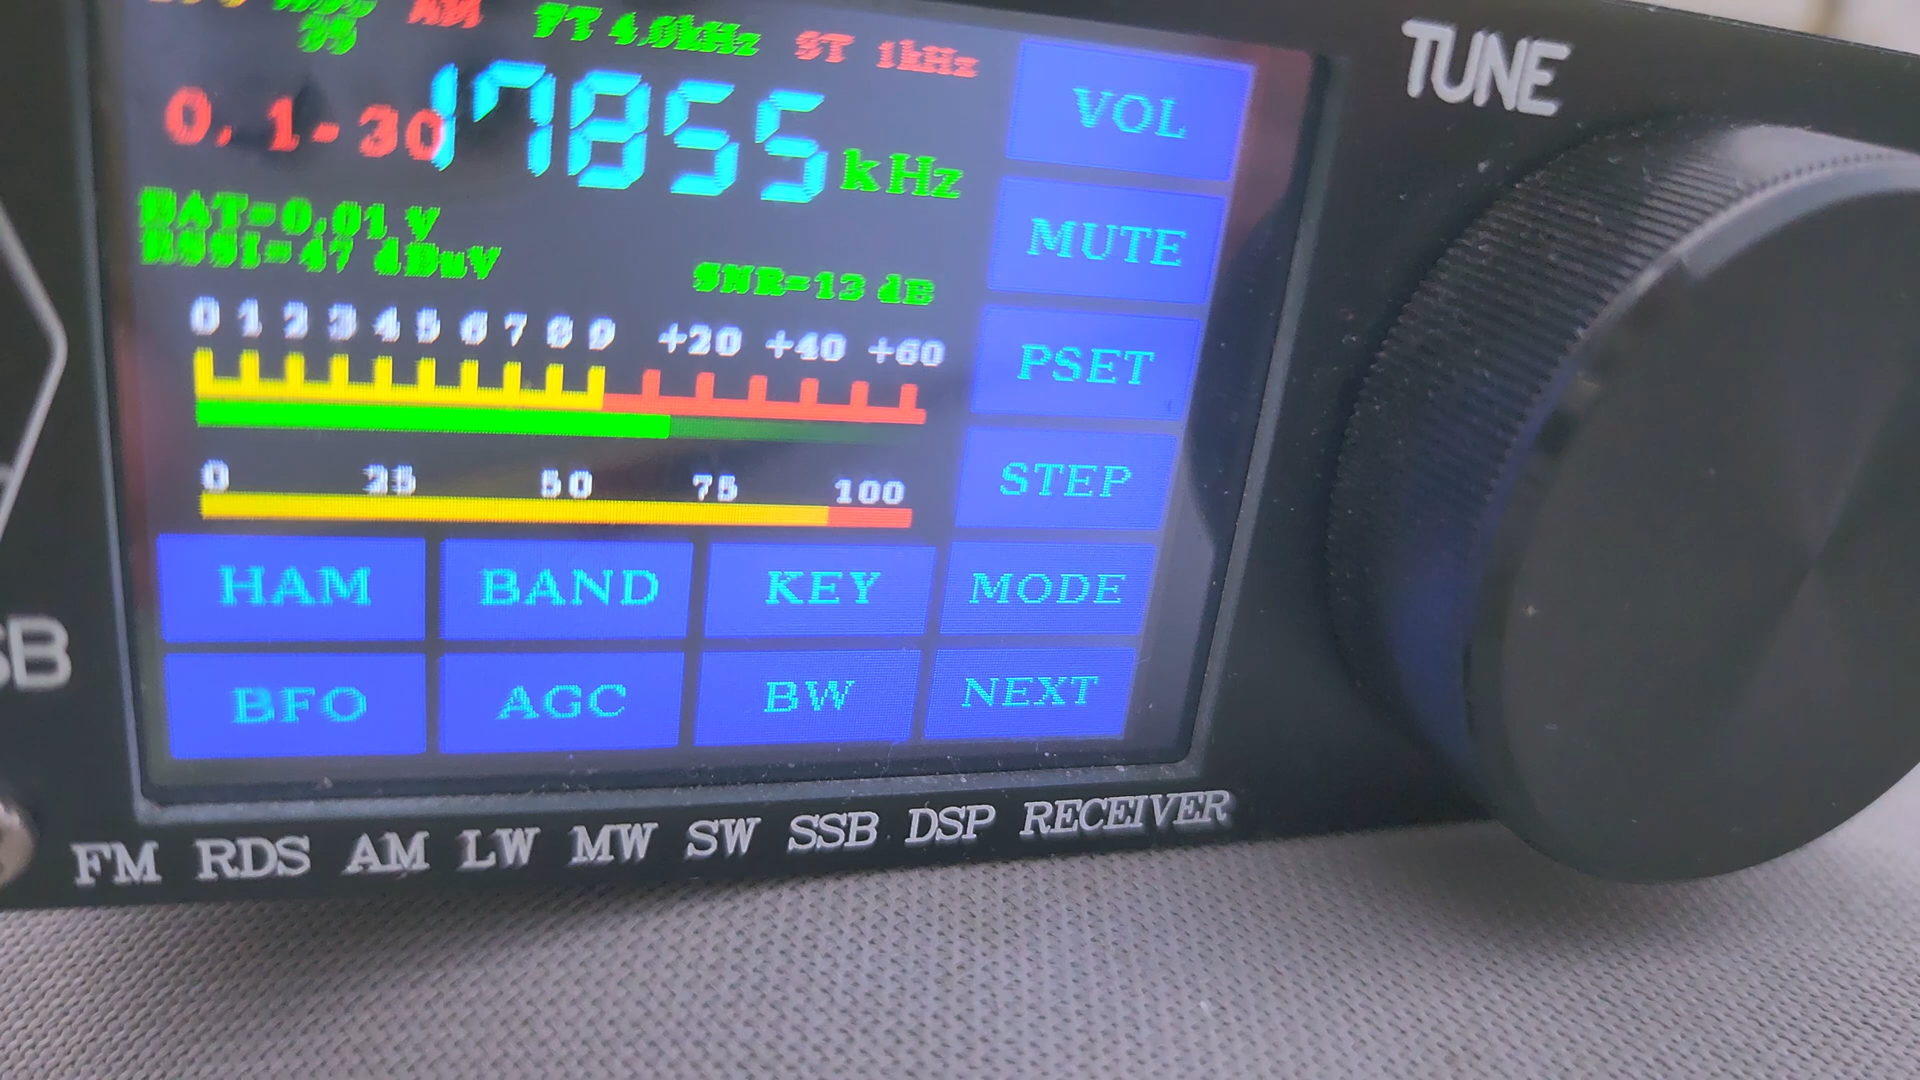 AM FT 4.0kHz ST 1kHz
0.1-30 17855 kHz
BAT=0.01 V
RSSI=47 dBuV SNR=13 dB
0 1 2 3 4 5 6 7 8 9 +20 +40 +60
0 25 50 75 100
VOL
MUTE
PSET
STEP
HAM BAND KEY MODE
BFO AGC BW NEXT
TUNE
SB
FM RDS AM LW MW SW SSB DSP RECEIVER